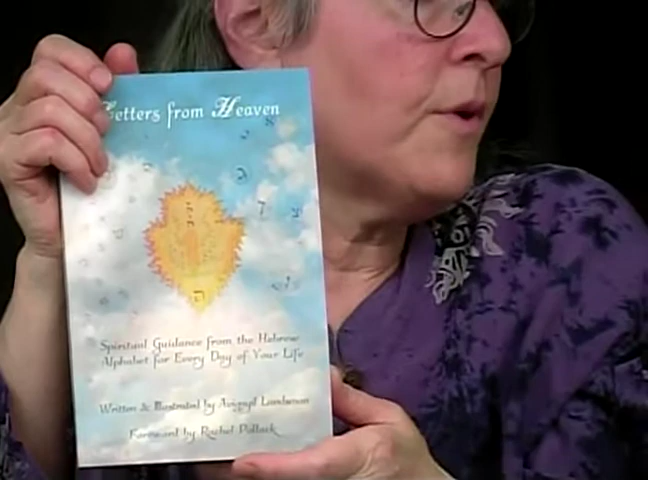 Letters from Heaven
Spiritual Guidance from the Hebrew
Alphabet for Every Day of Your Life
Written & Illustrated by Avigayil Landsman
Foreword by Rachel Pollack